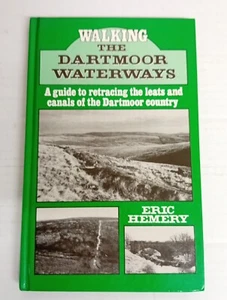 WALKING
THE
DARTMOOR
WATERWAYS
A guide to retracing the leats and
canals of the Dartmoor country
ERIC
HEMERY